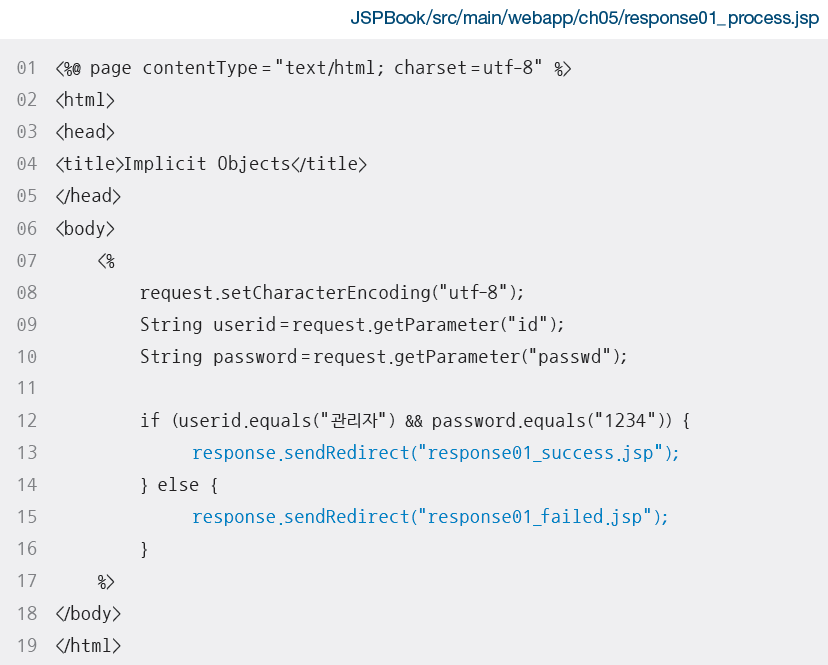 JSPBook/src/main/webapp/ch05/response01_process.jsp
01 <%@ page contentType="text/html; charset=utf-8" %>
02 <html>
03 <head>
04 <title>Implicit Objects</title>
05 </head>
06 <body>
07 <%
08 request.setCharacterEncoding("utf-8");
09 String userid=request.getParameter("id");
10 String password=request.getParameter("passwd");
11
12 if (userid.equals("관리자") && password.equals("1234")) {
13 response.sendRedirect("response01_success.jsp");
14 } else {
15 response.sendRedirect("response01_failed.jsp");
16 }
17 %>
18 </body>
19 </html>